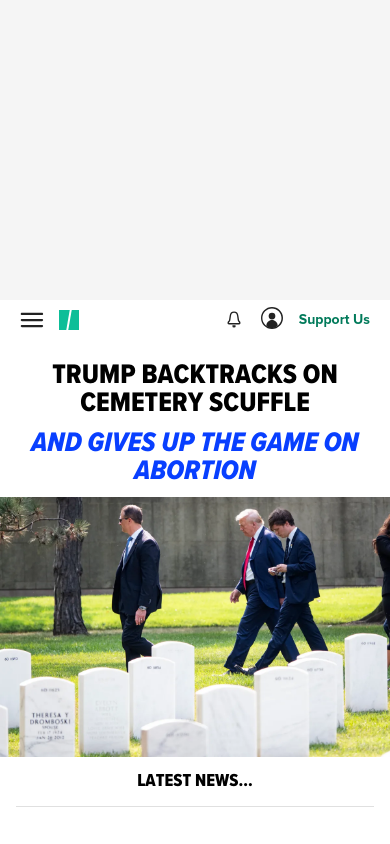 Support Us
TRUMP BACKTRACKS ON
CEMETERY SCUFFLE
AND GIVES UP THE GAME ON
ABORTION
THERESA T
DROMBOSKI
LATEST NEWS...